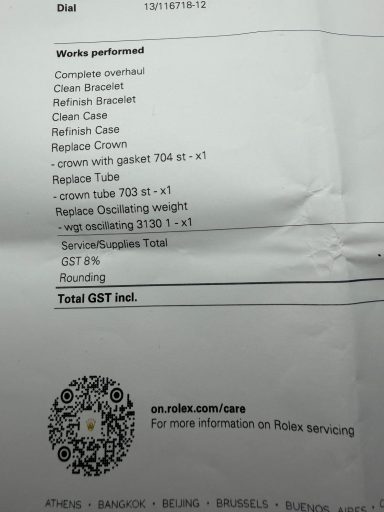 Dial 13/116718-12
Works performed
Complete overhaul
Clean Bracelet
Refinish Bracelet
Clean Case
Refinish Case
Replace Crown
- crown with gasket 704 st - x1
Replace Tube
- crown tube 703 st - x1
Replace Oscillating weight
- wgt oscillating 3130 1 - x1
Service/Supplies Total
GST 8%
Rounding
Total GST incl.
on.rolex.com/care
For more information on Rolex servicing
ATHENS · BANGKOK · BEIJING · BRUSSELS · BUENOS AIRES ·